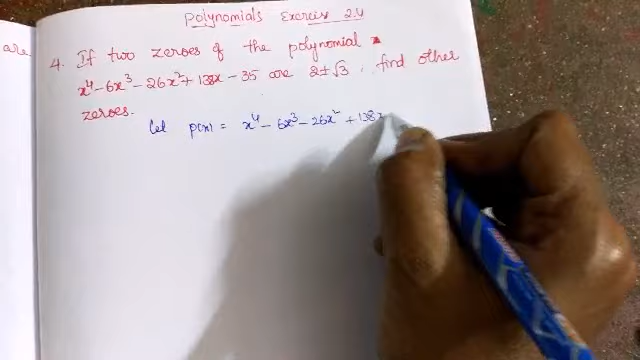 Polynomials Exercise 2.4
are
4. If two zeroes of the polynomial
x⁴ - 6x³ - 26x² + 138x - 35 are 2 ± √3, find other
zeroes.
Let p(x) = x⁴ - 6x³ - 26x² + 138x